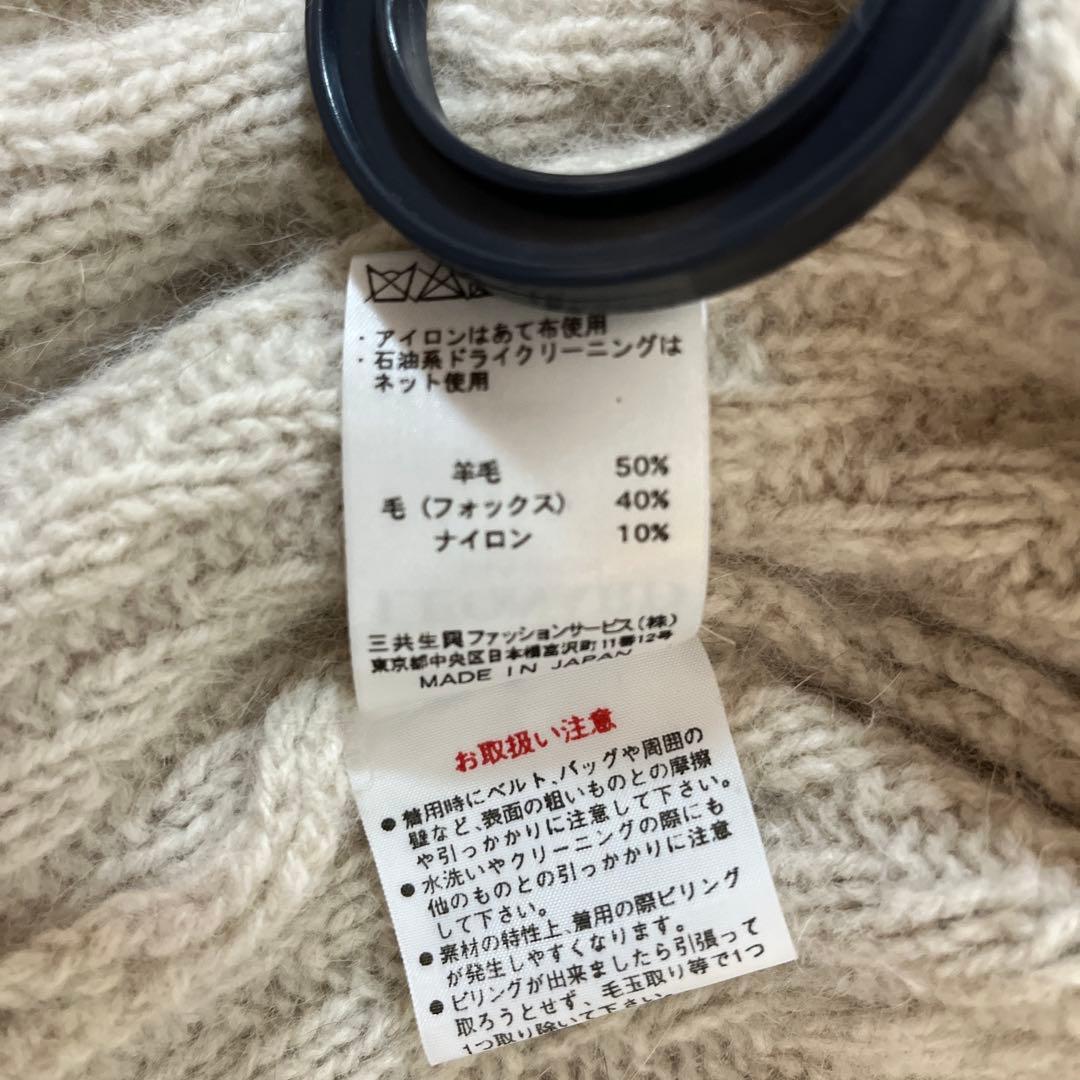 ・アイロンはあて布使用
・石油系ドライクリーニングは
ネット使用
羊毛 50%
毛（フォックス） 40%
ナイロン 10%
三共生興ファッションサービス（株）
東京都中央区日本橋富沢町11番12号
MADE IN JAPAN
お取扱い注意
●着用時にベルト、バッグや周囲の
壁など、表面の粗いものとの摩擦
や引っかかりに注意して下さい。
●水洗いやクリーニングの際にも
他のものとの引っかかりに注意
して下さい。
●素材の特性上、着用の際ピリング
が発生しやすくなります。
●ピリングが出来ましたら引張って
取ろうとせず、毛玉取り等で1つ
1つ取り除いて下さい